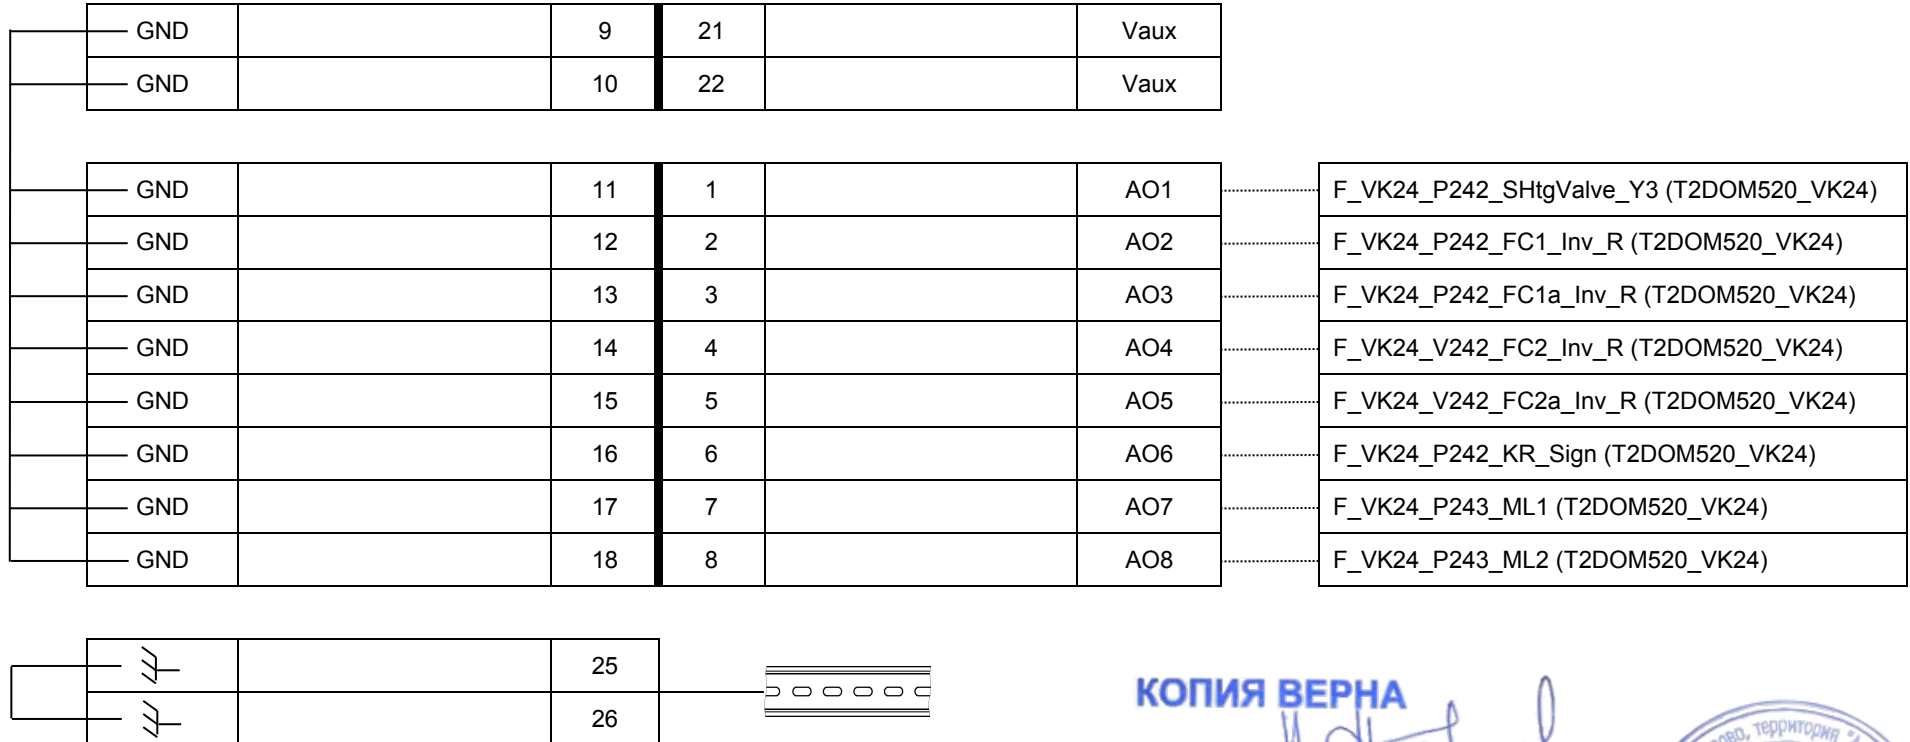 GND 9 21 Vaux
GND 10 22 Vaux
GND 11 1 AO1 F_VK24_P242_SHtgValve_Y3 (T2DOM520_VK24)
GND 12 2 AO2 F_VK24_P242_FC1_Inv_R (T2DOM520_VK24)
GND 13 3 AO3 F_VK24_P242_FC1a_Inv_R (T2DOM520_VK24)
GND 14 4 AO4 F_VK24_V242_FC2_Inv_R (T2DOM520_VK24)
GND 15 5 AO5 F_VK24_V242_FC2a_Inv_R (T2DOM520_VK24)
GND 16 6 AO6 F_VK24_P242_KR_Sign (T2DOM520_VK24)
GND 17 7 AO7 F_VK24_P243_ML1 (T2DOM520_VK24)
GND 18 8 AO8 F_VK24_P243_ML2 (T2DOM520_VK24)
25
26
КОПИЯ ВЕРНА
территория